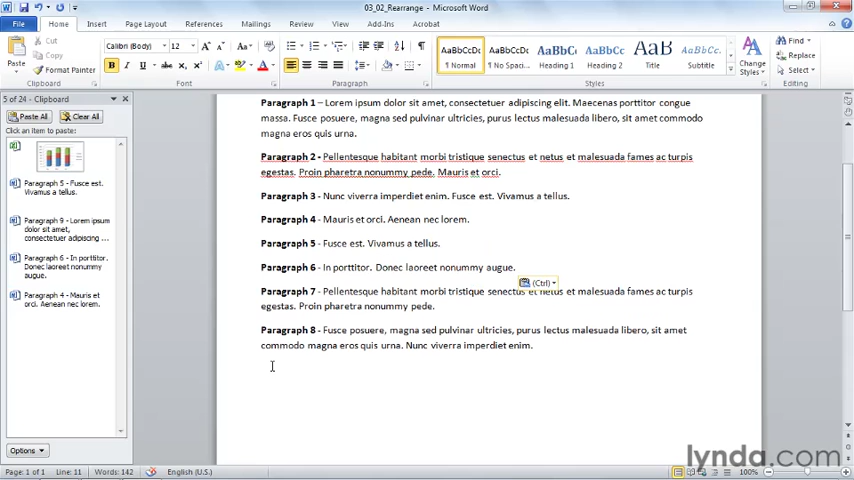 03_02_Rearrange - Microsoft Word
File Home Insert Page Layout References Mailings Review View Add-Ins Acrobat
Paste Cut Copy Format Painter Clipboard
Calibri (Body) 12 Font
Paragraph
AaBbCcDc AaBbCcDc AaBbCc AaBbCc AaB AaBbCc.
¶ Normal ¶ No Spaci... Heading 1 Heading 2 Title Subtitle Change Styles Styles
Find Replace Select Editing
5 of 24 - Clipboard
Paste All Clear All
Click an item to paste:
Paragraph 5 - Fusce est.
Vivamus a tellus.
Paragraph 9 - Lorem ipsum
dolor sit amet,
consectetuer adipiscing ...
Paragraph 6 - In porttitor.
Donec laoreet nonummy
augue.
Paragraph 4 - Mauris et
orci. Aenean nec lorem.
Options
Paragraph 1 – Lorem ipsum dolor sit amet, consectetuer adipiscing elit. Maecenas porttitor congue
massa. Fusce posuere, magna sed pulvinar ultricies, purus lectus malesuada libero, sit amet commodo
magna eros quis urna.
Paragraph 2 - Pellentesque habitant morbi tristique senectus et netus et malesuada fames ac turpis
egestas. Proin pharetra nonummy pede. Mauris et orci.
Paragraph 3 - Nunc viverra imperdiet enim. Fusce est. Vivamus a tellus.
Paragraph 4 - Mauris et orci. Aenean nec lorem.
Paragraph 5 - Fusce est. Vivamus a tellus.
Paragraph 6 - In porttitor. Donec laoreet nonummy augue.
(Ctrl)
Paragraph 7 - Pellentesque habitant morbi tristique senectus et netus et malesuada fames ac turpis
egestas. Proin pharetra nonummy pede.
Paragraph 8 - Fusce posuere, magna sed pulvinar ultricies, purus lectus malesuada libero, sit amet
commodo magna eros quis urna. Nunc viverra imperdiet enim.
lynda.com
Page: 1 of 1 Line: 11 Words: 142 English (U.S.) 100%